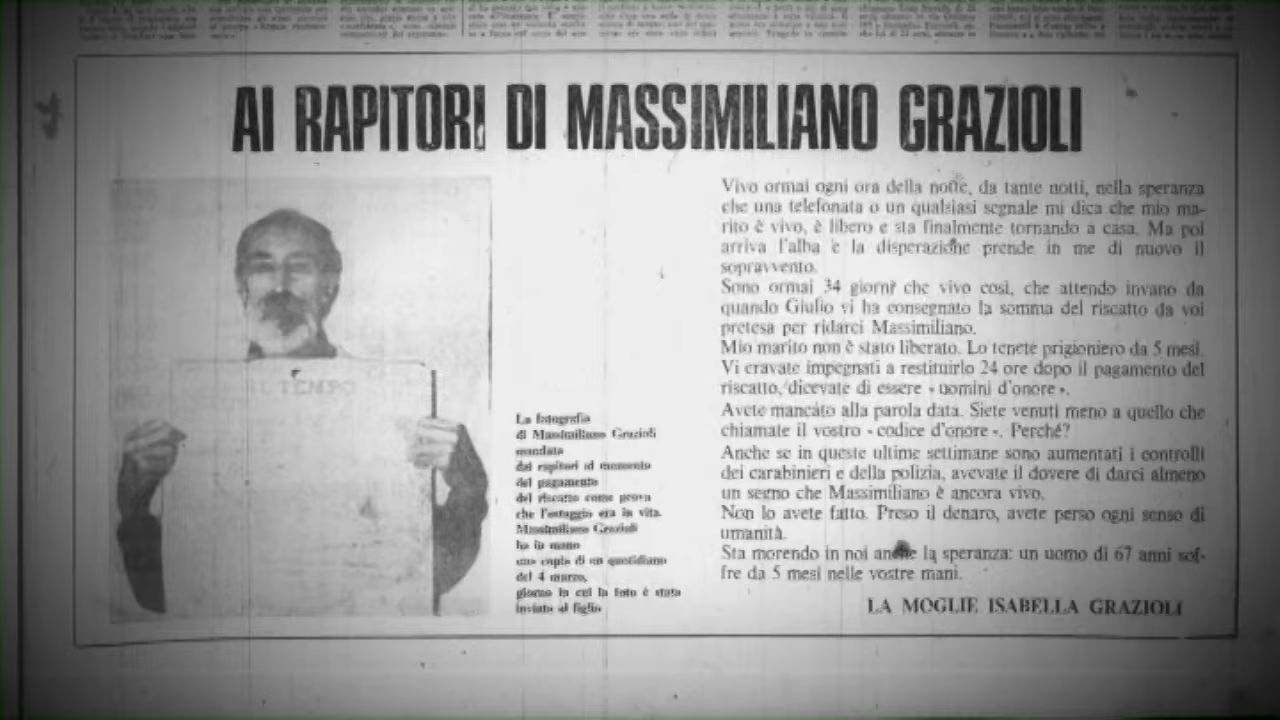 AI RAPITORI DI MASSIMILIANO GRAZIOLI
IL TEMPO
La fotografia
di Massimiliano Grazioli
mandata
dai rapitori al momento
del pagamento
del riscatto come prova
che l'ostaggio era in vita.
Massimiliano Grazioli
ha in mano
una copia di un quotidiano
del 4 marzo,
giorno in cui la foto è stata
inviata al figlio
Vivo ormai ogni ora della notte, da tante notti, nella speranza
che una telefonata o un qualsiasi segnale mi dica che mio ma-
rito è vivo, è libero e sta finalmente tornando a casa. Ma poi
arriva l'alba e la disperazione prende in me di nuovo il
sopravvento.
Sono ormai 34 giorni che vivo così, che attendo invano da
quando Giulio vi ha consegnato la somma del riscatto da voi
pretesa per ridarci Massimiliano.
Mio marito non è stato liberato. Lo tenete prigioniero da 5 mesi.
Vi eravate impegnati a restituirlo 24 ore dopo il pagamento del
riscatto, dicevate di essere « uomini d'onore ».
Avete mancato alla parola data. Siete venuti meno a quello che
chiamate il vostro « codice d'onore ». Perché?
Anche se in queste ultime settimane sono aumentati i controlli
dei carabinieri e della polizia, avevate il dovere di darci almeno
un segno che Massimiliano è ancora vivo.
Non lo avete fatto. Preso il denaro, avete perso ogni senso di
umanità.
Sta morendo in noi anche la speranza: un uomo di 67 anni sof-
fre da 5 mesi nelle vostre mani.
LA MOGLIE ISABELLA GRAZIOLI